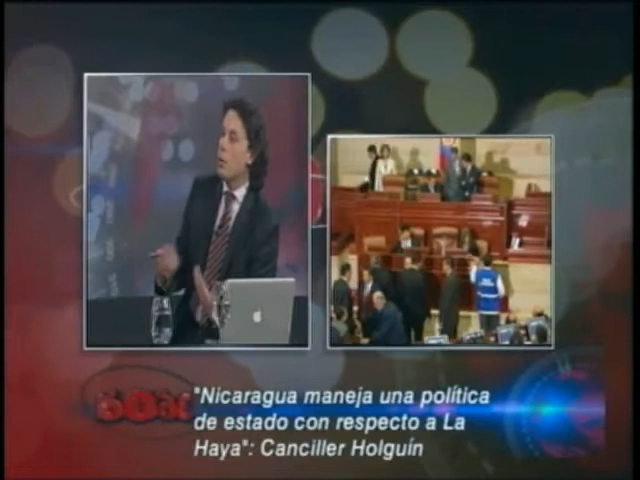 "Nicaragua maneja una política
de estado con respecto a La
Haya": Canciller Holguín